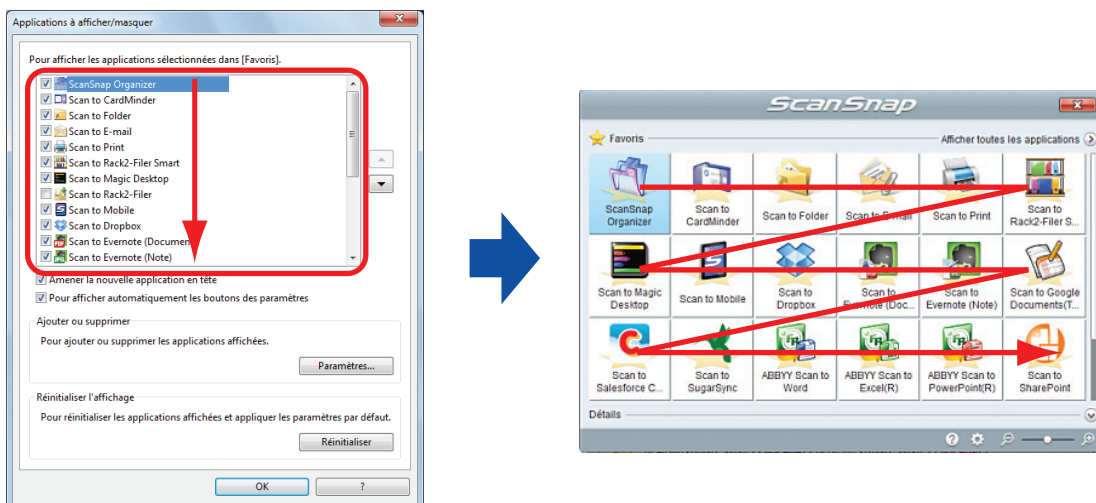 Applications à afficher/masquer
Pour afficher les applications sélectionnées dans [Favoris].
ScanSnap Organizer
Scan to CardMinder
Scan to Folder
Scan to E-mail
Scan to Print
Scan to Rack2-Filer Smart
Scan to Magic Desktop
Scan to Rack2-Filer
Scan to Mobile
Scan to Dropbox
Scan to Evernote (Document
Scan to Evernote (Note)
Amener la nouvelle application en tête
Pour afficher automatiquement les boutons des paramètres
Ajouter ou supprimer
Pour ajouter ou supprimer les applications affichées.
Paramètres...
Réinitialiser l'affichage
Pour réinitialiser les applications affichées et appliquer les paramètres par défaut.
Réinitialiser
OK
?
ScanSnap
Favoris
Afficher toutes les applications
ScanSnap
Organizer
Scan to
CardMinder
Scan to Folder
Scan to E-mail
Scan to Print
Scan to
Rack2-Filer S...
Scan to Magic
Desktop
Scan to Mobile
Scan to
Dropbox
Scan to
Evernote (Doc...
Scan to
Evernote (Note)
Scan to Google
Documents(T...
Scan to
Salesforce C...
Scan to
SugarSync
ABBYY Scan to
Word
ABBYY Scan to
Excel(R)
ABBYY Scan to
PowerPoint(R)
Scan to
SharePoint
Détails